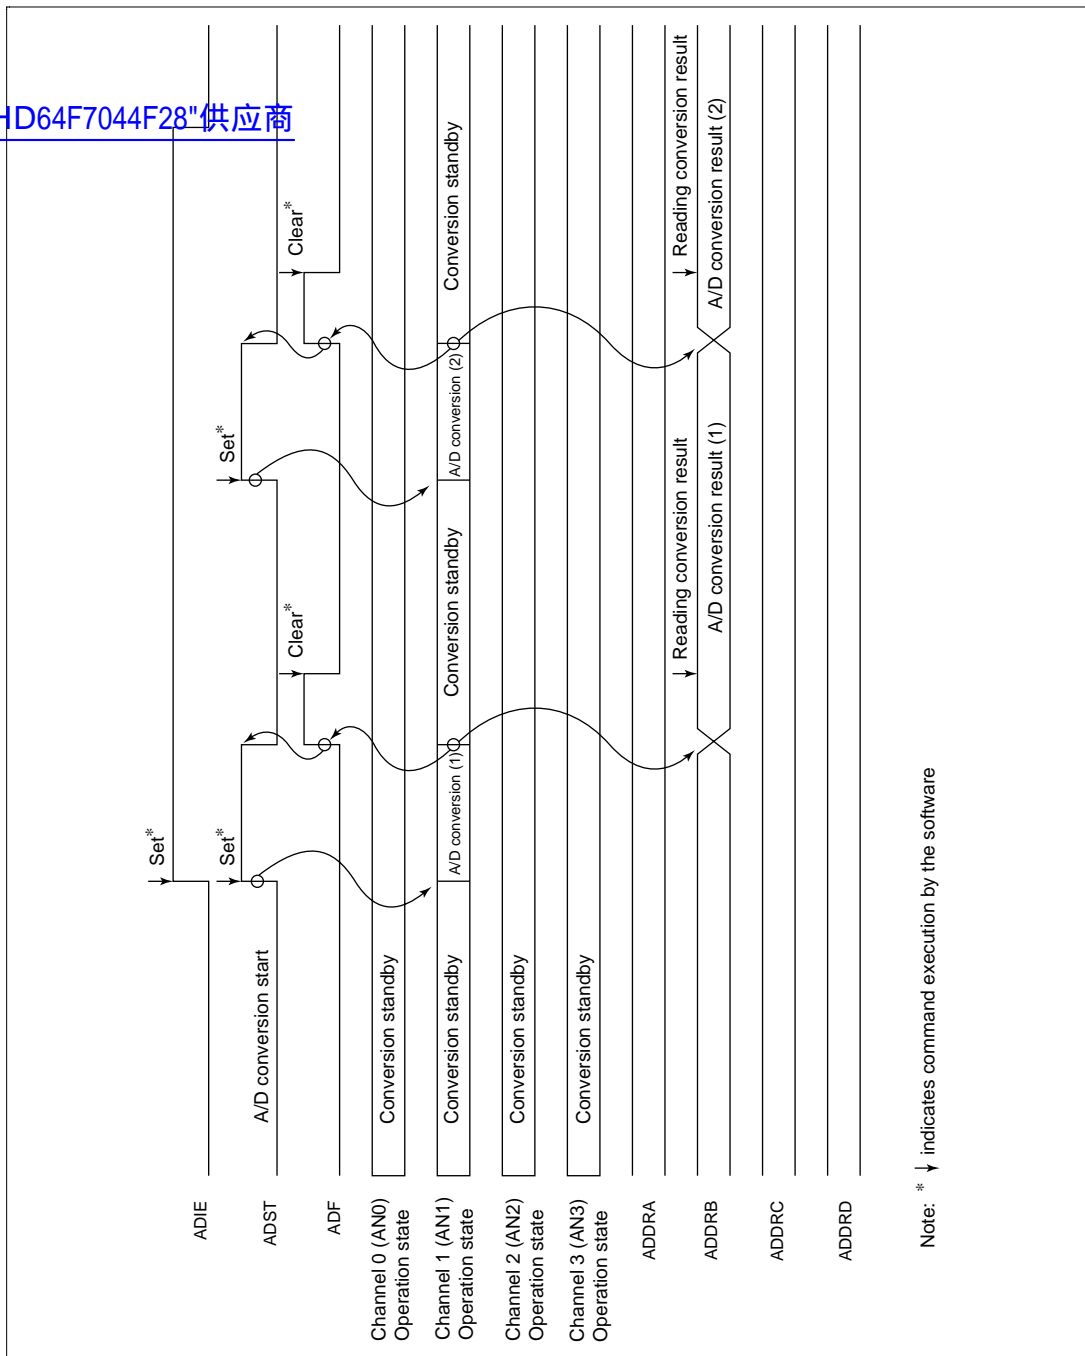 HD64F7044F28"供应商
ADIE
Set*
ADST
A/D conversion start
Set*
Set*
ADF
Clear*
Clear*
Channel 0 (AN0)
Operation state
Conversion standby
Channel 1 (AN1)
Operation state
Conversion standby
A/D conversion (1)
Conversion standby
A/D conversion (2)
Conversion standby
Channel 2 (AN2)
Operation state
Conversion standby
Channel 3 (AN3)
Operation state
Conversion standby
ADDRA
Reading conversion result
Reading conversion result
ADDRB
A/D conversion result (1)
A/D conversion result (2)
ADDRC
ADDRD
Note: * ↓ indicates command execution by the software